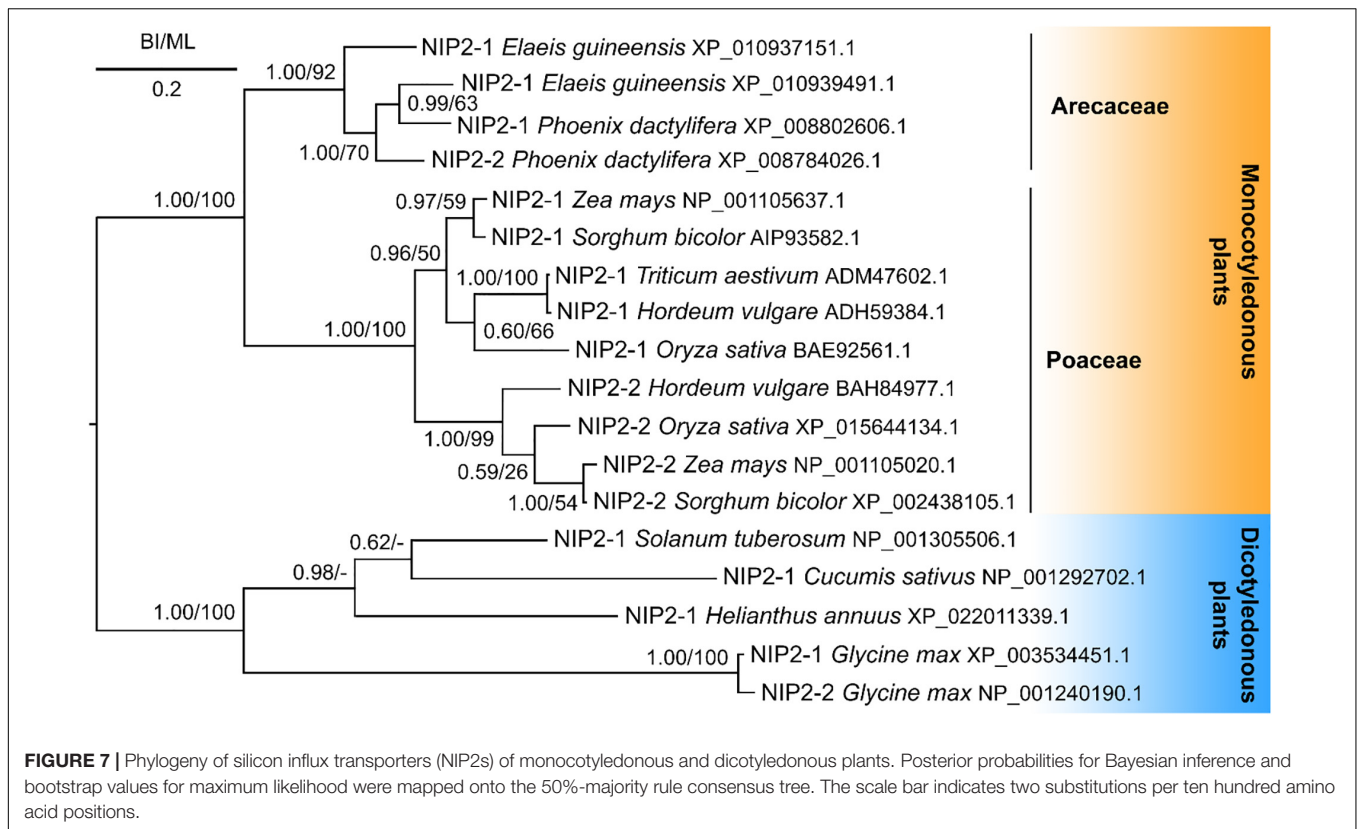 BI/ML
0.2
NIP2-1 Elaeis guineensis XP_010937151.1
1.00/92
NIP2-1 Elaeis guineensis XP_010939491.1
0.99/63
NIP2-1 Phoenix dactylifera XP_008802606.1
1.00/70
NIP2-2 Phoenix dactylifera XP_008784026.1
Arecaceae
1.00/100
0.97/59
NIP2-1 Zea mays NP_001105637.1
NIP2-1 Sorghum bicolor AIP93582.1
0.96/50
1.00/100
NIP2-1 Triticum aestivum ADM47602.1
NIP2-1 Hordeum vulgare ADH59384.1
1.00/100
0.60/66
NIP2-1 Oryza sativa BAE92561.1
Poaceae
NIP2-2 Hordeum vulgare BAH84977.1
1.00/99
NIP2-2 Oryza sativa XP_015644134.1
0.59/26
NIP2-2 Zea mays NP_001105020.1
1.00/54
NIP2-2 Sorghum bicolor XP_002438105.1
Monocotyledonous
plants
0.62/-
NIP2-1 Solanum tuberosum NP_001305506.1
0.98/-
NIP2-1 Cucumis sativus NP_001292702.1
1.00/100
NIP2-1 Helianthus annuus XP_022011339.1
1.00/100
NIP2-1 Glycine max XP_003534451.1
NIP2-2 Glycine max NP_001240190.1
Dicotyledonous
plants
FIGURE 7 | Phylogeny of silicon influx transporters (NIP2s) of monocotyledonous and dicotyledonous plants. Posterior probabilities for Bayesian inference and
bootstrap values for maximum likelihood were mapped onto the 50%-majority rule consensus tree. The scale bar indicates two substitutions per ten hundred amino
acid positions.